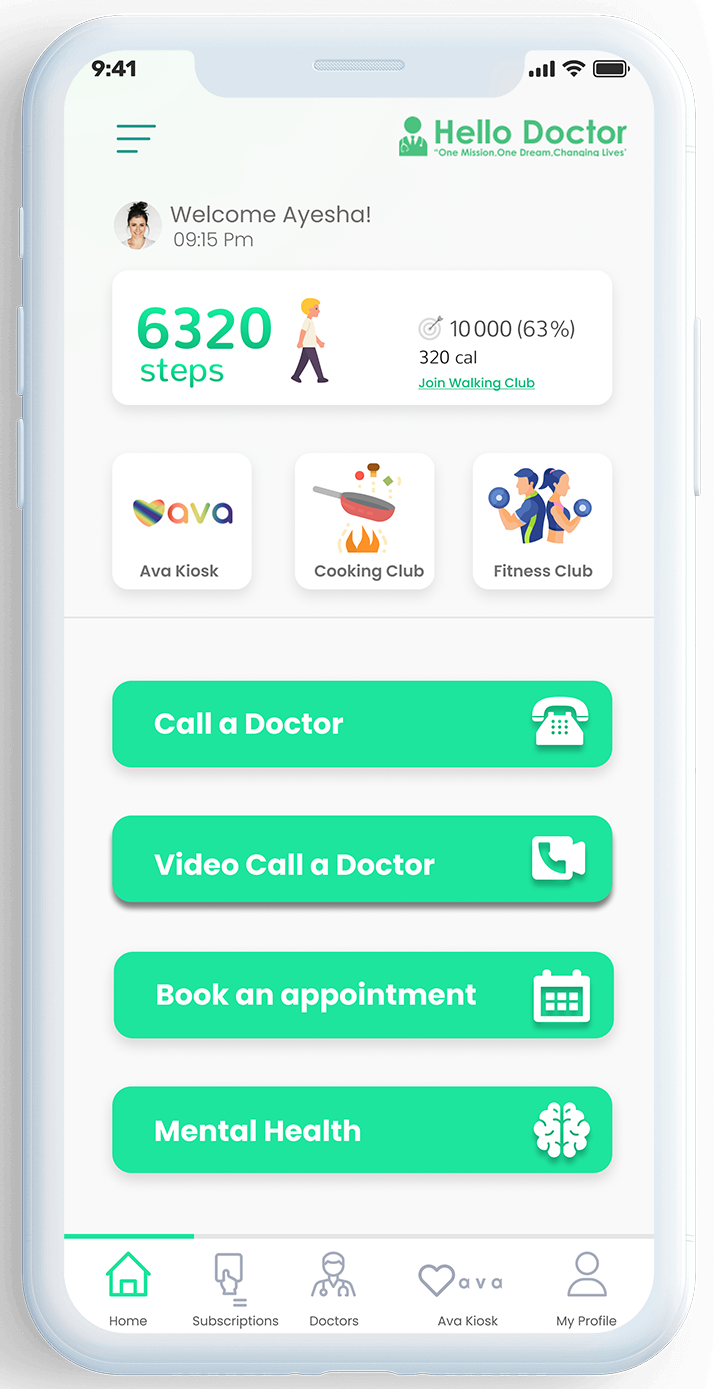 9:41
Hello Doctor
"One Mission,One Dream,Changing Lives'
Welcome Ayesha!
09:15 Pm
6320
steps
10 000 (63%)
320 cal
Join Walking Club
ava
Ava Kiosk
Cooking Club
Fitness Club
Call a Doctor
Video Call a Doctor
Book an appointment
Mental Health
ava
Home
Subscriptions
Doctors
Ava Kiosk
My Profile